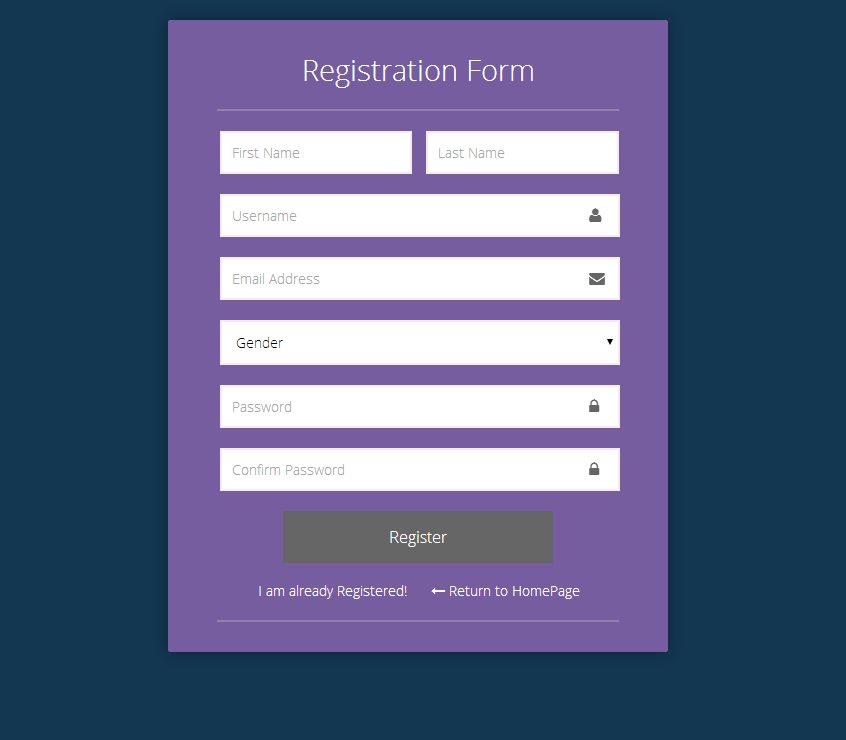 Registration Form
First Name Last Name
Username
Email Address
Gender
Password
Confirm Password
Register
I am already Registered! Return to HomePage